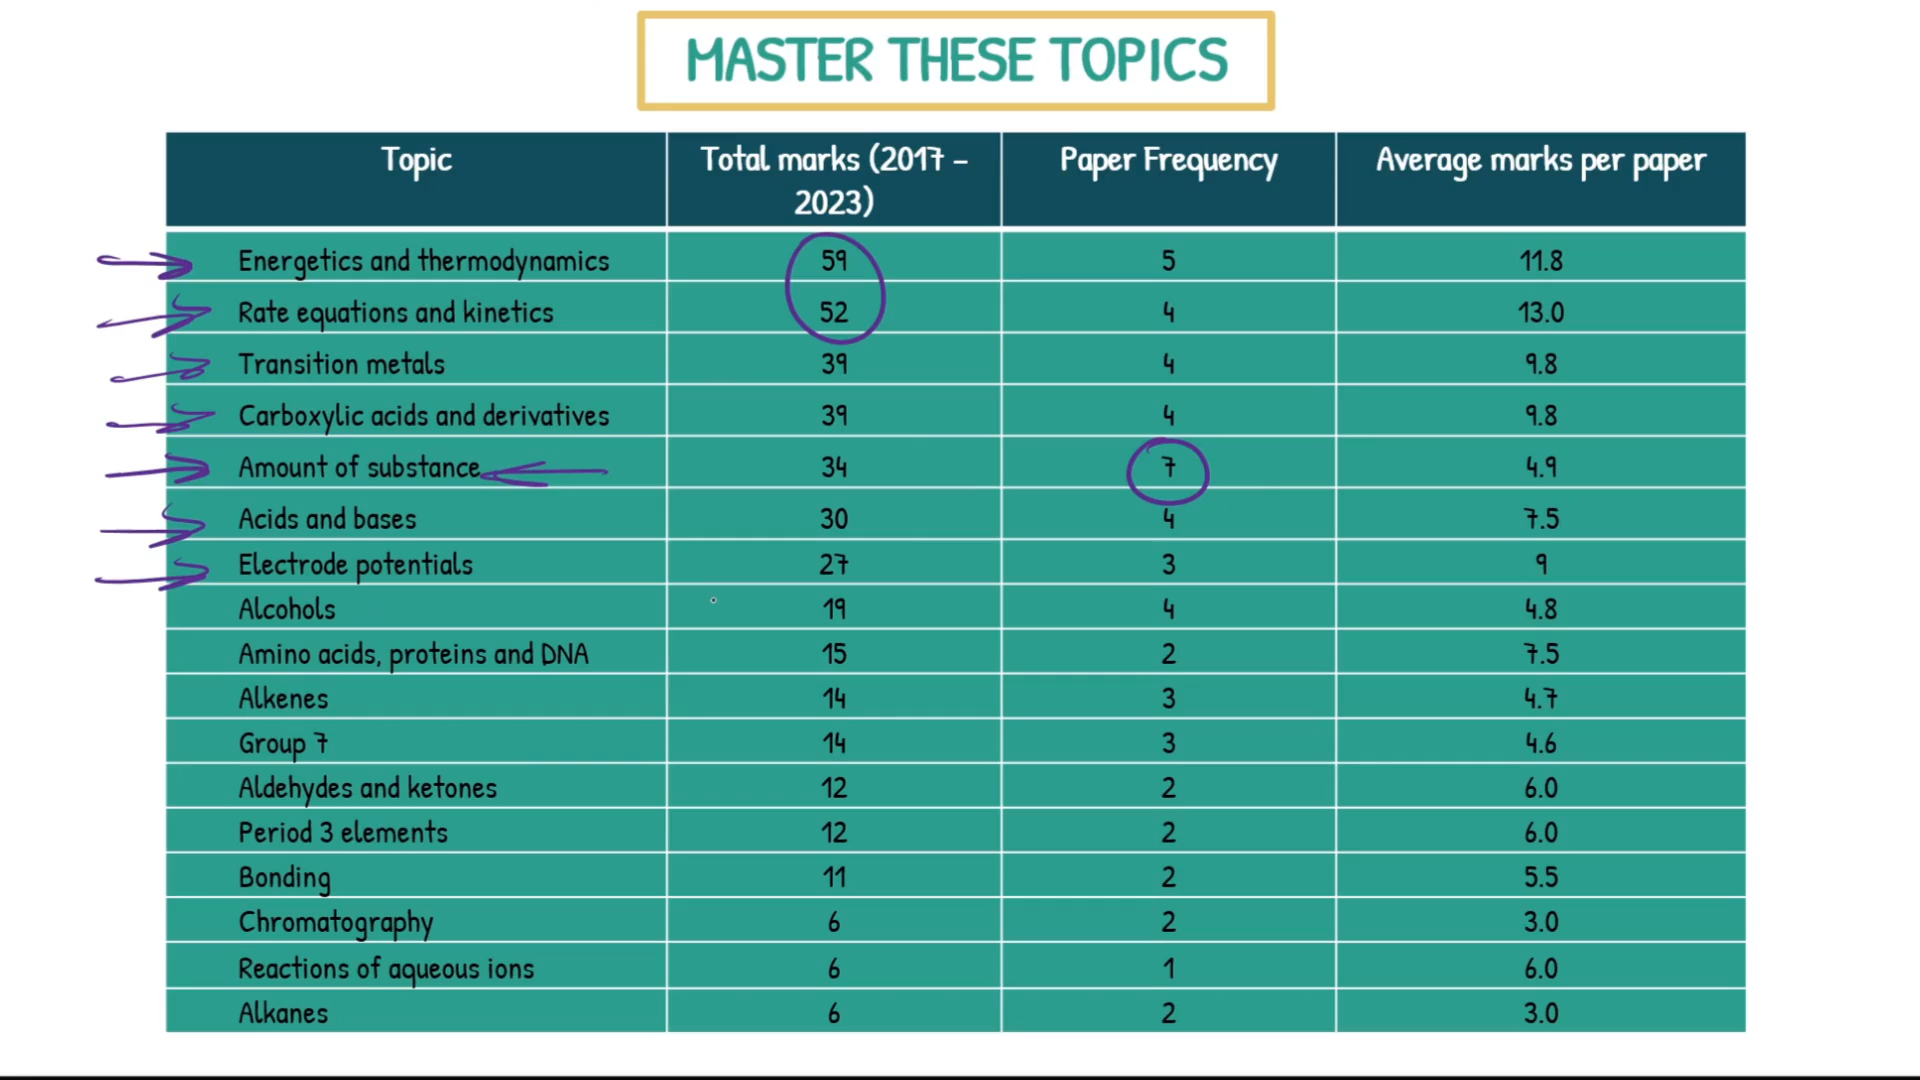 MASTER THESE TOPICS
Topic Total marks (2017 – 2023) Paper Frequency Average marks per paper
Energetics and thermodynamics 59 5 11.8
Rate equations and kinetics 52 4 13.0
Transition metals 39 4 9.8
Carboxylic acids and derivatives 39 4 9.8
Amount of substance 34 7 4.9
Acids and bases 30 4 7.5
Electrode potentials 27 3 9
Alcohols 19 4 4.8
Amino acids, proteins and DNA 15 2 7.5
Alkenes 14 3 4.7
Group 7 14 3 4.6
Aldehydes and ketones 12 2 6.0
Period 3 elements 12 2 6.0
Bonding 11 2 5.5
Chromatography 6 2 3.0
Reactions of aqueous ions 6 1 6.0
Alkanes 6 2 3.0